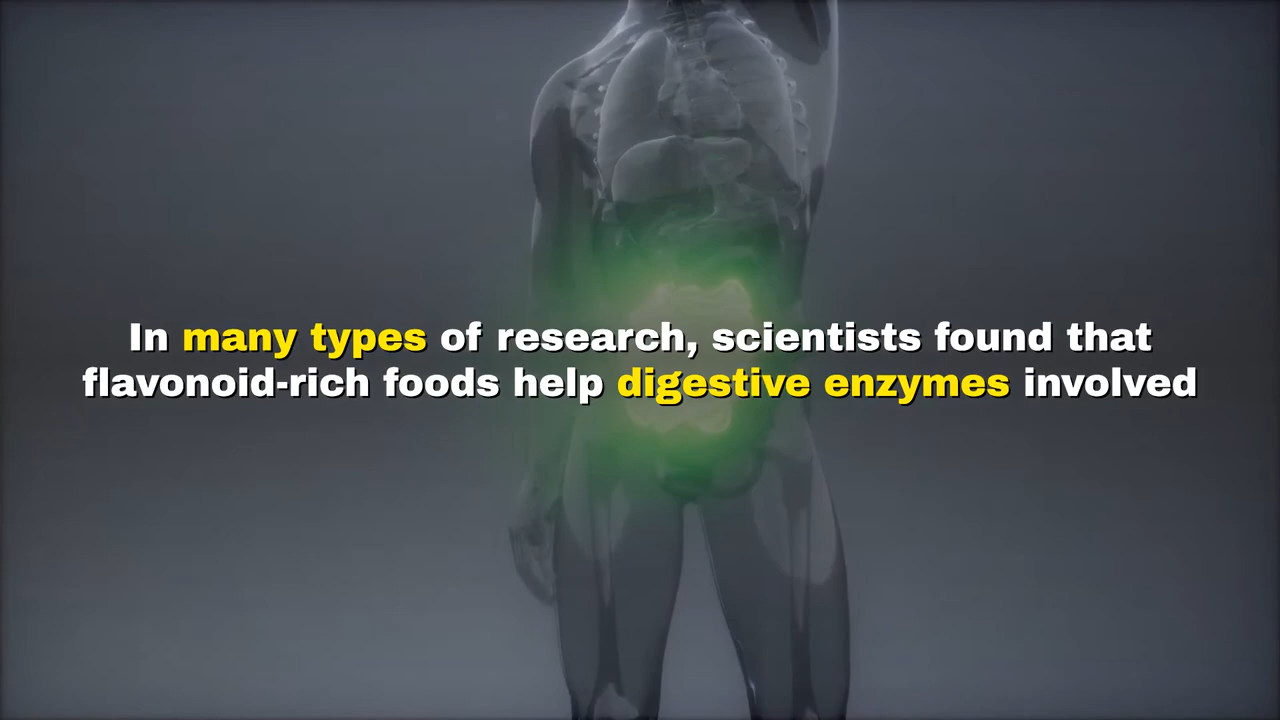 In many types of research, scientists found that
flavonoid-rich foods help digestive enzymes involved